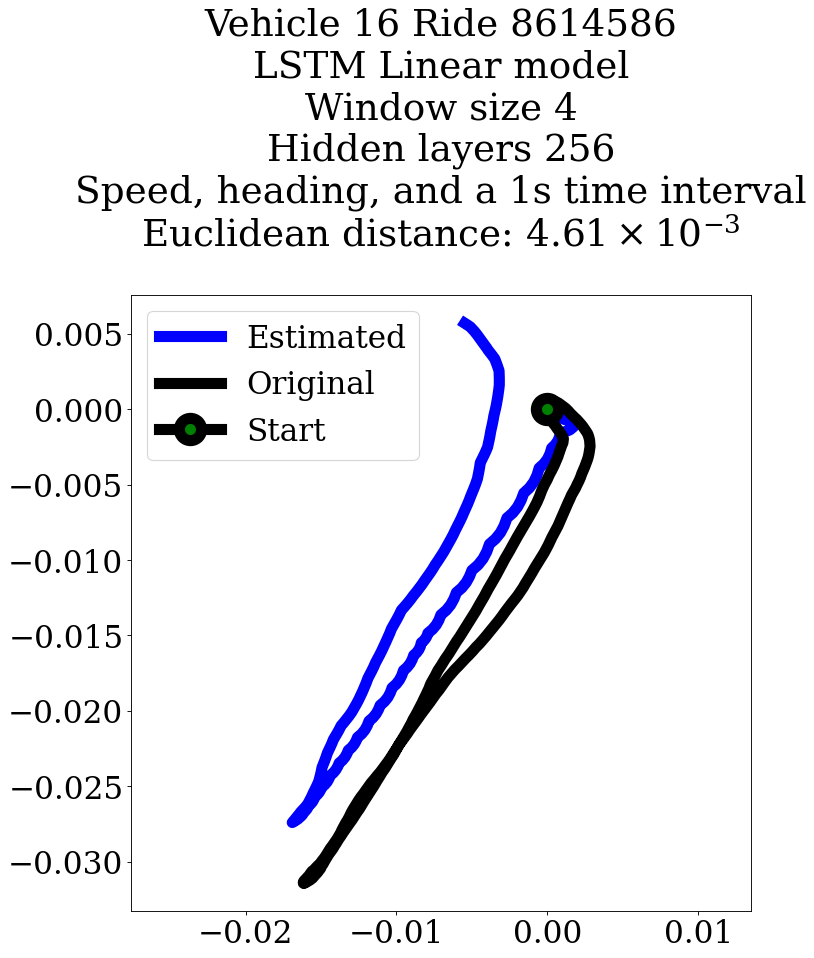 Vehicle 16 Ride 8614586
LSTM Linear model
Window size 4
Hidden layers 256
Speed, heading, and a 1s time interval
Euclidean distance: 4.61 × 10⁻³
Estimated
Original
Start
0.005
0.000
−0.005
−0.010
−0.015
−0.020
−0.025
−0.030
−0.02 −0.01 0.00 0.01